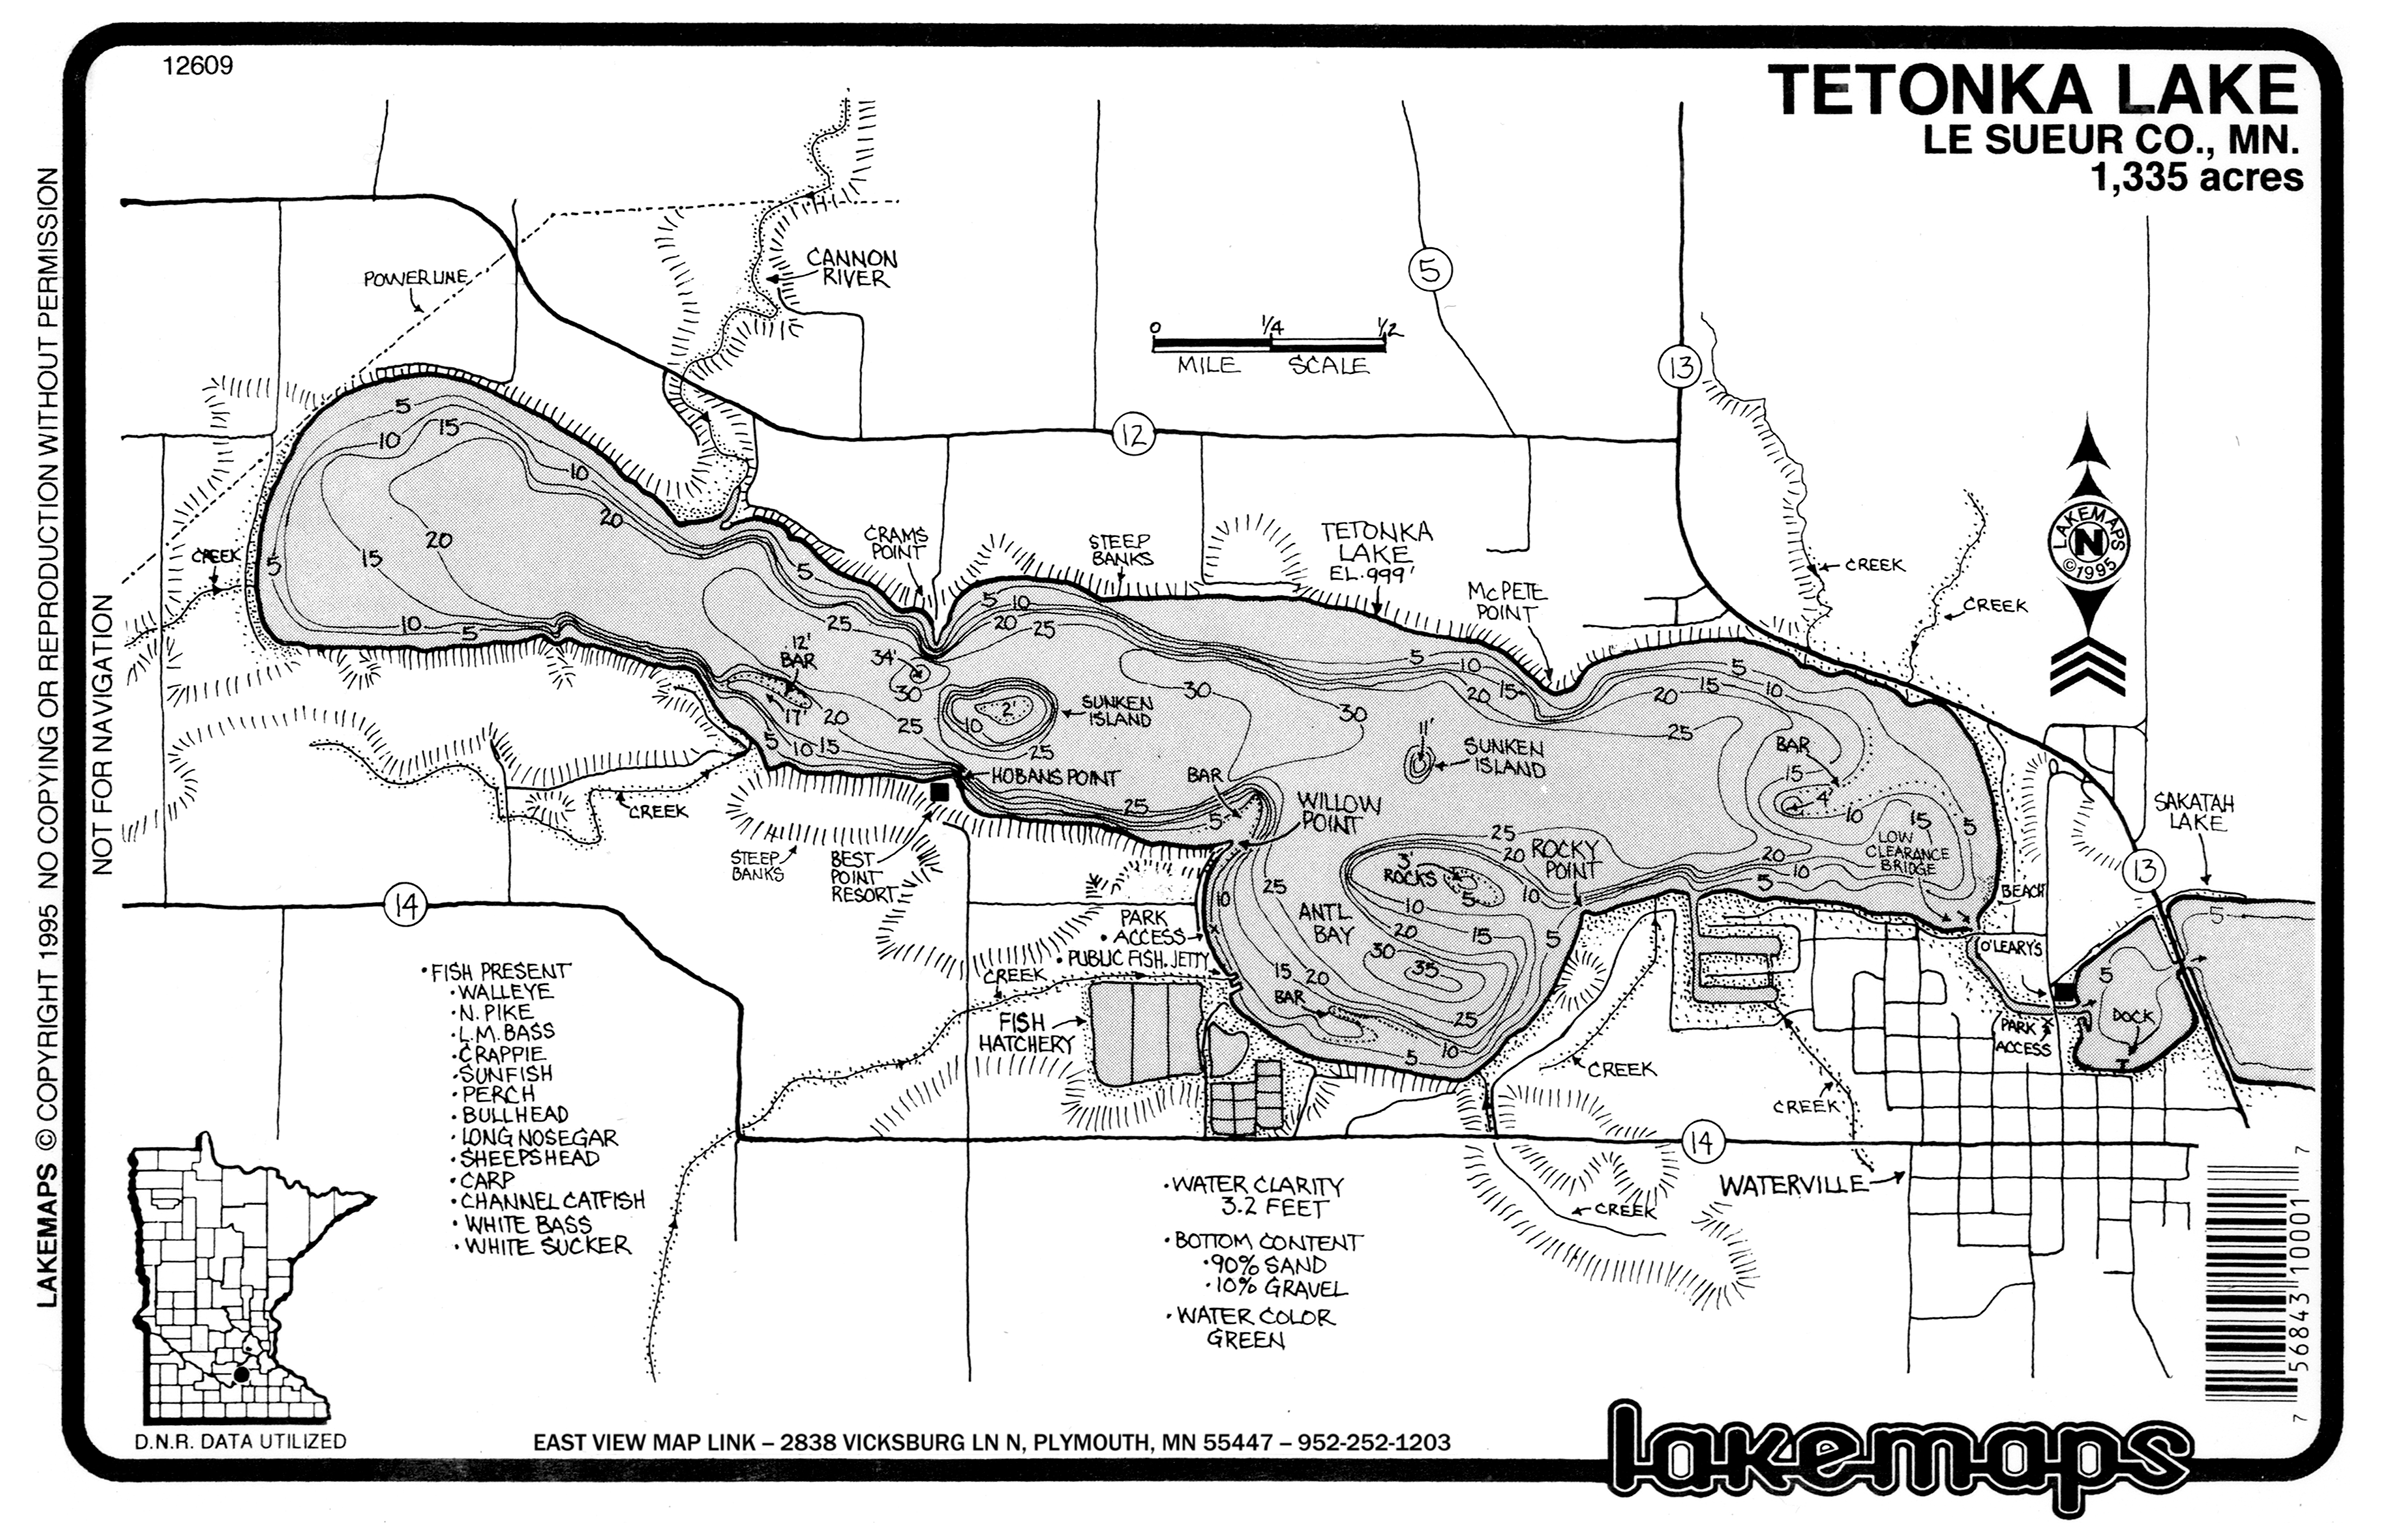 12609
TETONKA LAKE
LE SUEUR CO., MN.
1,335 acres
LAKEMAPS © COPYRIGHT 1995 NO COPYING OR REPRODUCTION WITHOUT PERMISSION
NOT FOR NAVIGATION
POWERLINE
CANNON
RIVER
5
0 1/4 1/2
MILE SCALE
13
12
5
10
15
10
20
CREEK
5
15
20
10
5
CRAMS
POINT
STEEP
BANKS
TETONKA
LAKE
EL. 999'
McPETE
POINT
CREEK
CREEK
LAKEMAPS
N
©1995
5
25
12'
BAR
34'
30
17'
20
25
5
10
15
5
10
20
25
10
2'
SUNKEN
ISLAND
25
30
30
5
10
20
15
11'
SUNKEN
ISLAND
20
15
5
10
25
BAR
15
4'
10
15
5
LOW
CLEARANCE
BRIDGE
HOBANS POINT
BAR
25
5
WILLOW
POINT
CREEK
STEEP
BANKS
BEST
POINT
RESORT
25
20
ROCKY
POINT
3'
ROCKS
5
10
10
25
10
20
10
5
ANTL
BAY
20
15
5
30
35
15
20
BAR
25
5
10
PARK
• ACCESS
• PUBLIC FISH. JETTY
CREEK
FISH
HATCHERY
BEACH
O'LEARYS
SAKATAH
LAKE
13
5
5
DOCK
PARK
ACCESS
CREEK
CREEK
14
14
WATERVILLE
CREEK
• FISH PRESENT
• WALLEYE
• N. PIKE
• L.M. BASS
• CRAPPIE
• SUNFISH
• PERCH
• BULLHEAD
• LONG NOSEGAR
• SHEEPSHEAD
• CARP
• CHANNEL CATFISH
• WHITE BASS
• WHITE SUCKER
• WATER CLARITY
3.2 FEET
• BOTTOM CONTENT
• 90% SAND
• 10% GRAVEL
• WATER COLOR
GREEN
7 56843 10001 7
D.N.R. DATA UTILIZED
EAST VIEW MAP LINK – 2838 VICKSBURG LN N, PLYMOUTH, MN 55447 – 952-252-1203
lakemaps